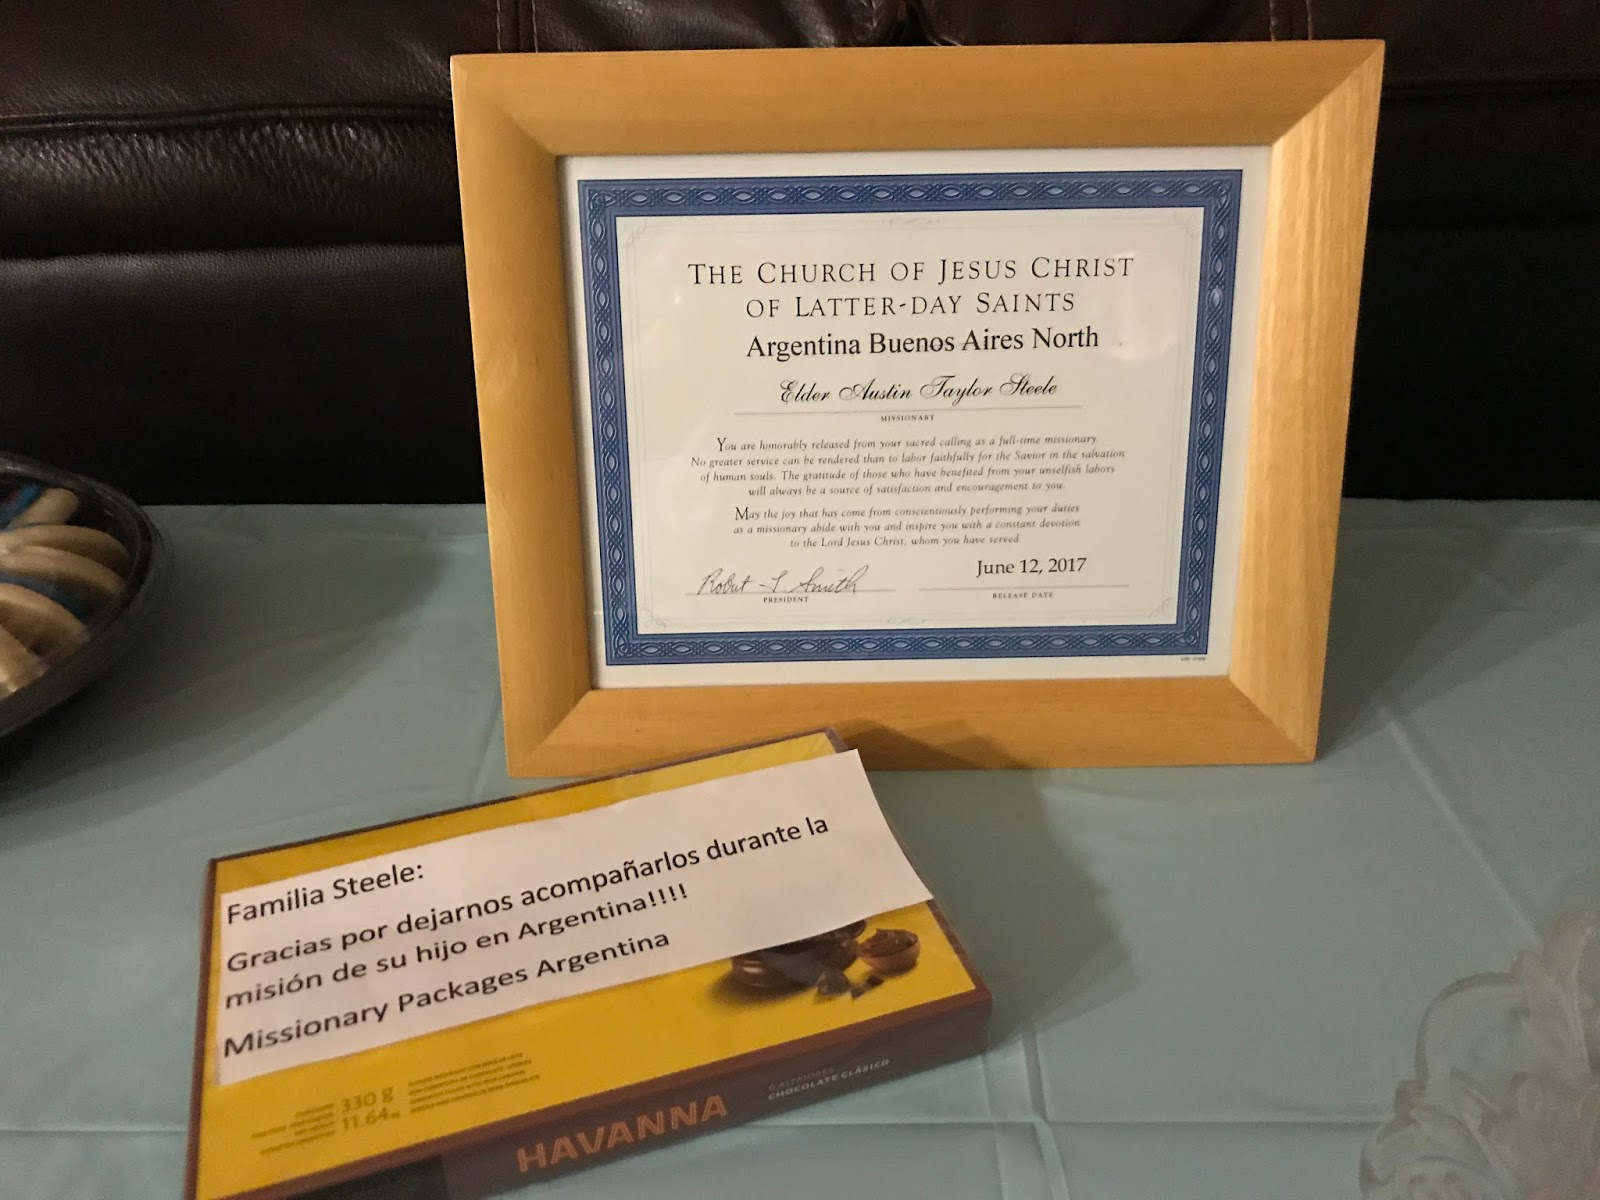 THE CHURCH OF JESUS CHRIST
OF LATTER-DAY SAINTS
Argentina Buenos Aires North
Elder Austin Taylor Steele
MISSIONARY
You are honorably released from your sacred calling as a full-time missionary.
No greater service can be rendered than to labor faithfully for the Savior in the salvation
of human souls. The gratitude of those who have benefited from your unselfish labors
will always be a source of satisfaction and encouragement to you.
May the joy that has come from conscientiously performing your duties
as a missionary abide with you and inspire you with a constant devotion
to the Lord Jesus Christ, whom you have served.
Robert T Smith
PRESIDENT
June 12, 2017
RELEASE DATE
Familia Steele:
Gracias por dejarnos acompañarlos durante la
misión de su hijo en Argentina!!!!
Missionary Packages Argentina
330 g
11.64
HAVANNA
6 ALFAJORES
CHOCOLATE CLÁSICO